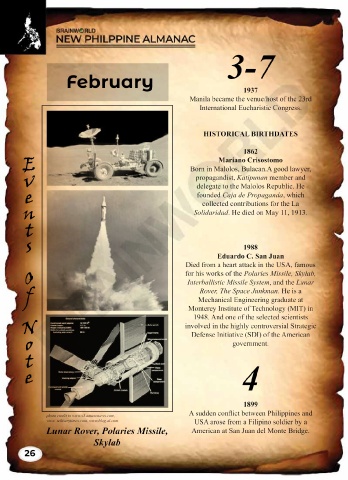 BRAINWORLD
NEW PHILPPINE ALMANAC
February
Events Of Note
Lunar Rover, Polaries Missile,
Skylab
26
3-7
1937
Manila became the venue/host of the 23rd
International Eucharistic Congress.
HISTORICAL BIRTHDATES
1862
Mariano Crisostomo
Born in Malolos, Bulacan.A good lawyer,
propagandist, Katipunan member and
delegate to the Malolos Republic. He
founded Caja de Propaganda, which
collected contributions for the La
Solidaridad. He died on May 11, 1913.
1988
Eduardo C. San Juan
Died from a heart attack in the USA, famous
for his works of the Polaries Missile, Skylab,
Interballistic Missile System, and the Lunar
Rover, The Space Junkman. He is a
Mechanical Engineering graduate at
Monterey Institute of Technology (MIT) in
1948. And one of the selected scientists
involved in the highly controversial Strategic
Defense Initiative (SDI) of the American
government.
4
1899
A sudden conflict between Philippines and
USA arose from a Filipino soldier by a
American at San Juan del Monte Bridge.